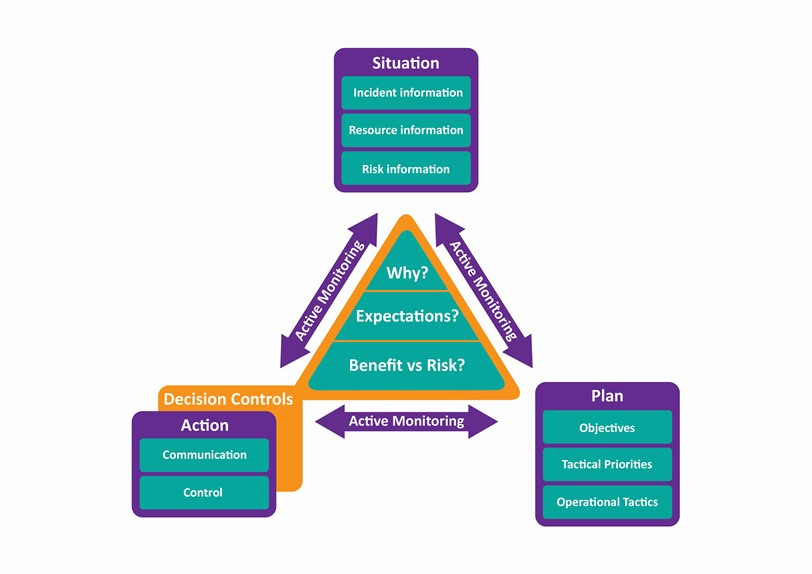 Situation
Incident information
Resource information
Risk information
Active Monitoring
Active Monitoring
Why?
Expectations?
Benefit vs Risk?
Decision Controls
Action
Communication
Control
Active Monitoring
Plan
Objectives
Tactical Priorities
Operational Tactics